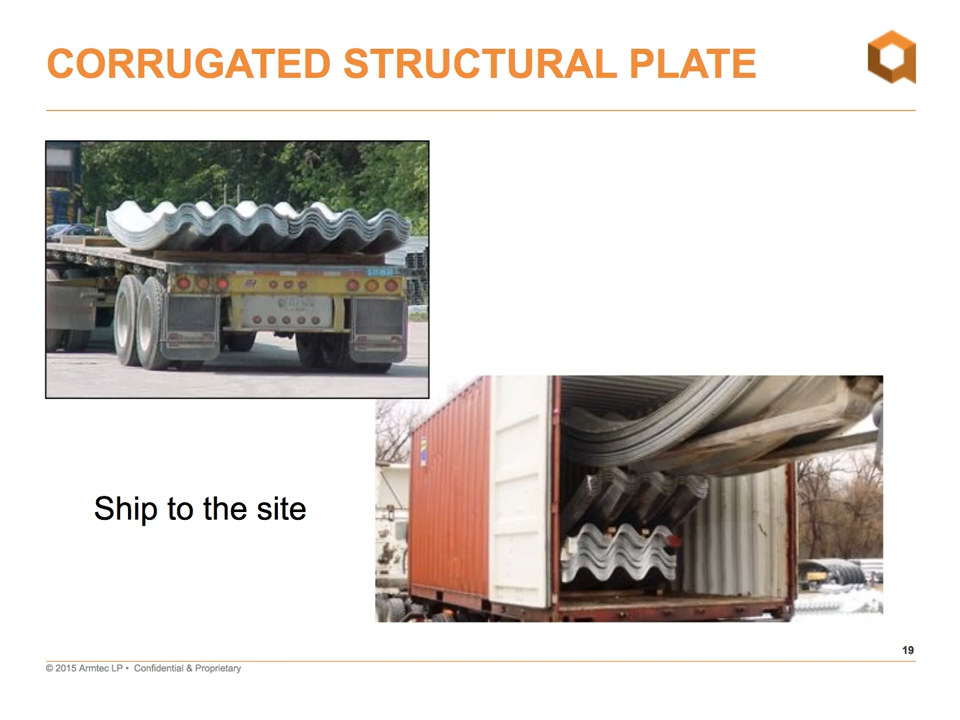 CORRUGATED STRUCTURAL PLATE
Ship to the site
19
© 2015 Armtec LP • Confidential & Proprietary